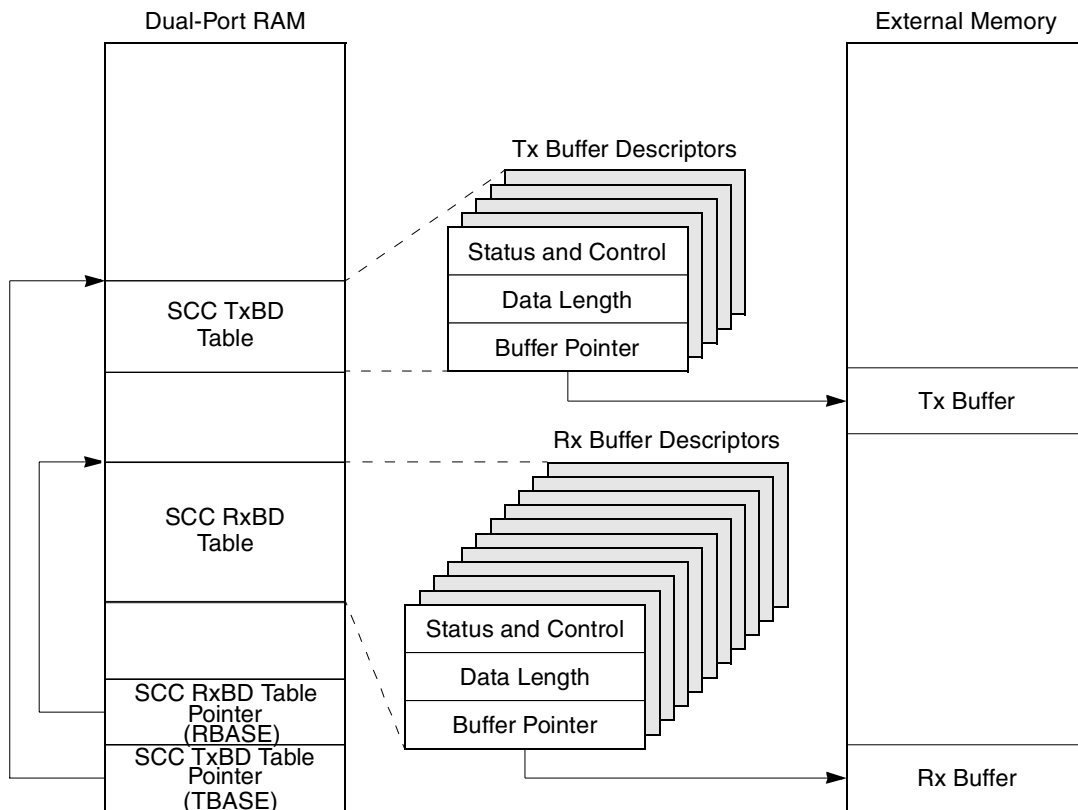 Dual-Port RAM
External Memory
Tx Buffer Descriptors
Status and Control
Data Length
Buffer Pointer
SCC TxBD
Table
Tx Buffer
Rx Buffer Descriptors
SCC RxBD
Table
Status and Control
Data Length
Buffer Pointer
SCC RxBD Table
Pointer
(RBASE)
SCC TxBD Table
Pointer
(TBASE)
Rx Buffer